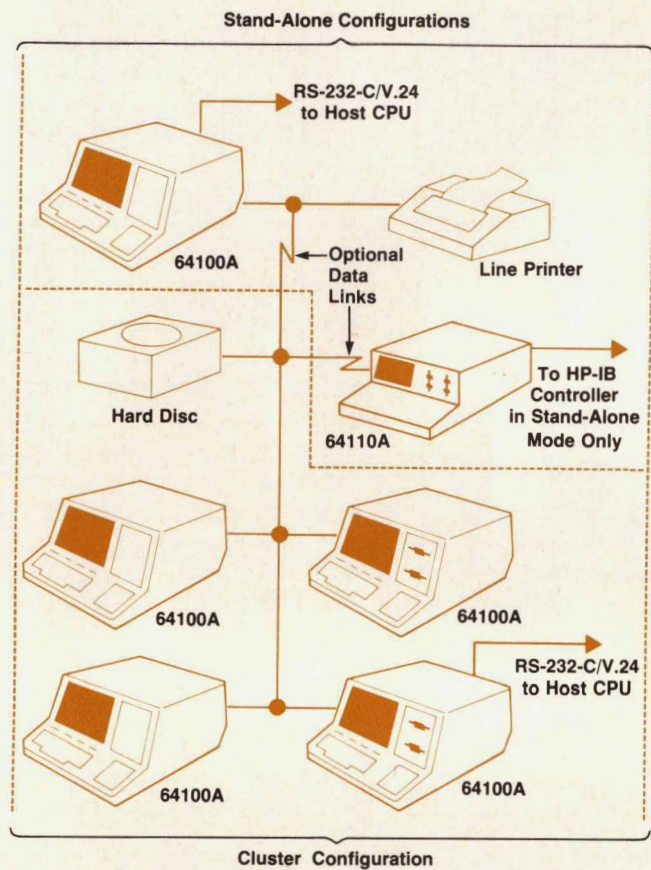 Stand-Alone Configurations
RS-232-C/V.24
to Host CPU
64100A
Optional
Data
Links
Line Printer
Hard Disc
64110A
To HP-IB
Controller
in Stand-Alone
Mode Only
64100A
64100A
RS-232-C/V.24
to Host CPU
64100A
64100A
Cluster Configuration